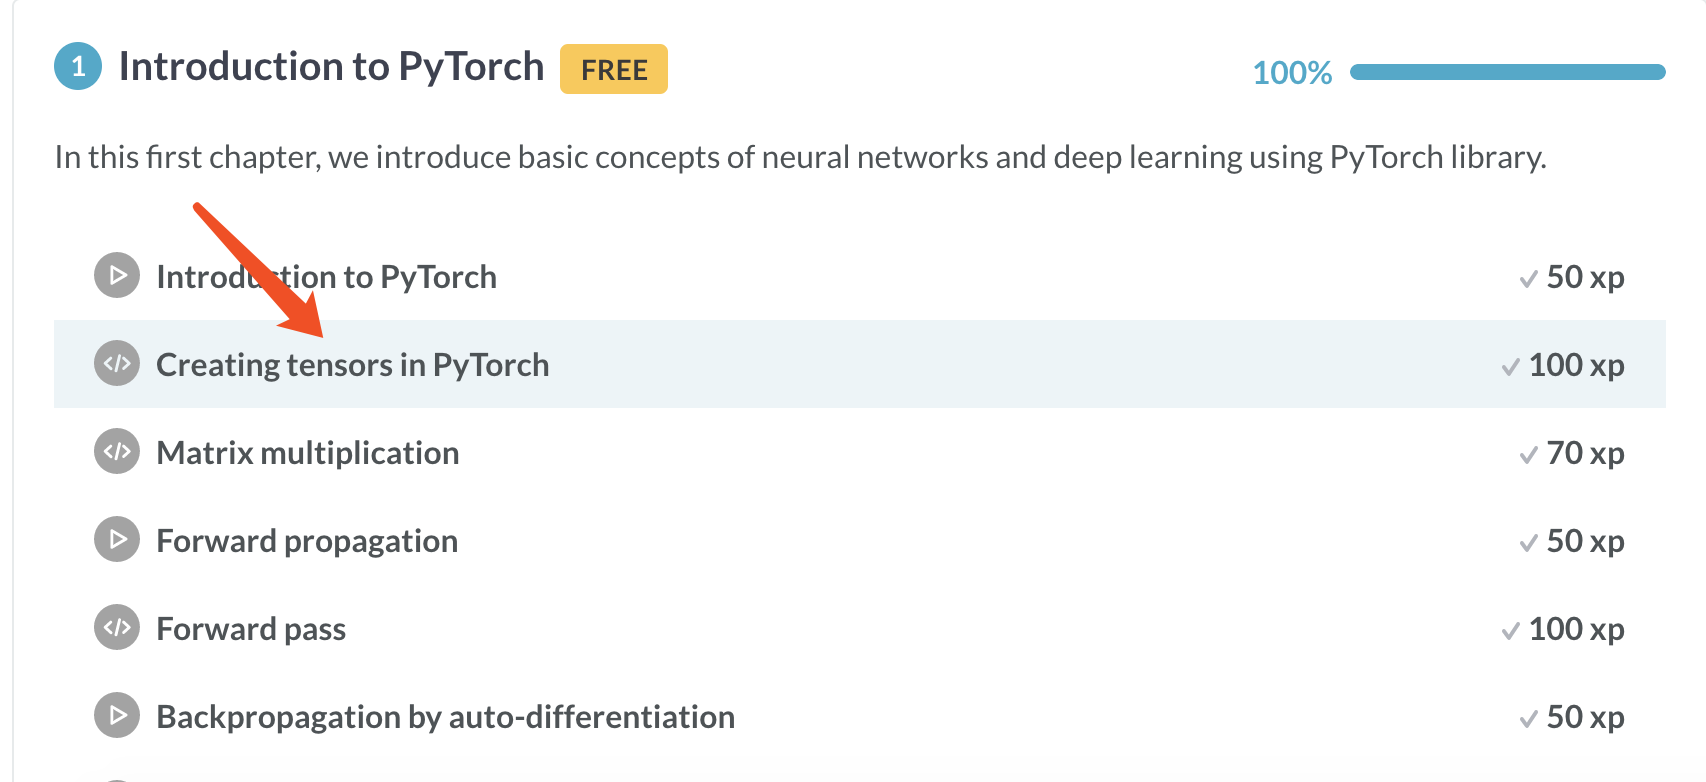 1 Introduction to PyTorch FREE 100%
In this first chapter, we introduce basic concepts of neural networks and deep learning using PyTorch library.
Introduction to PyTorch 50 xp
Creating tensors in PyTorch 100 xp
Matrix multiplication 70 xp
Forward propagation 50 xp
Forward pass 100 xp
Backpropagation by auto-differentiation 50 xp